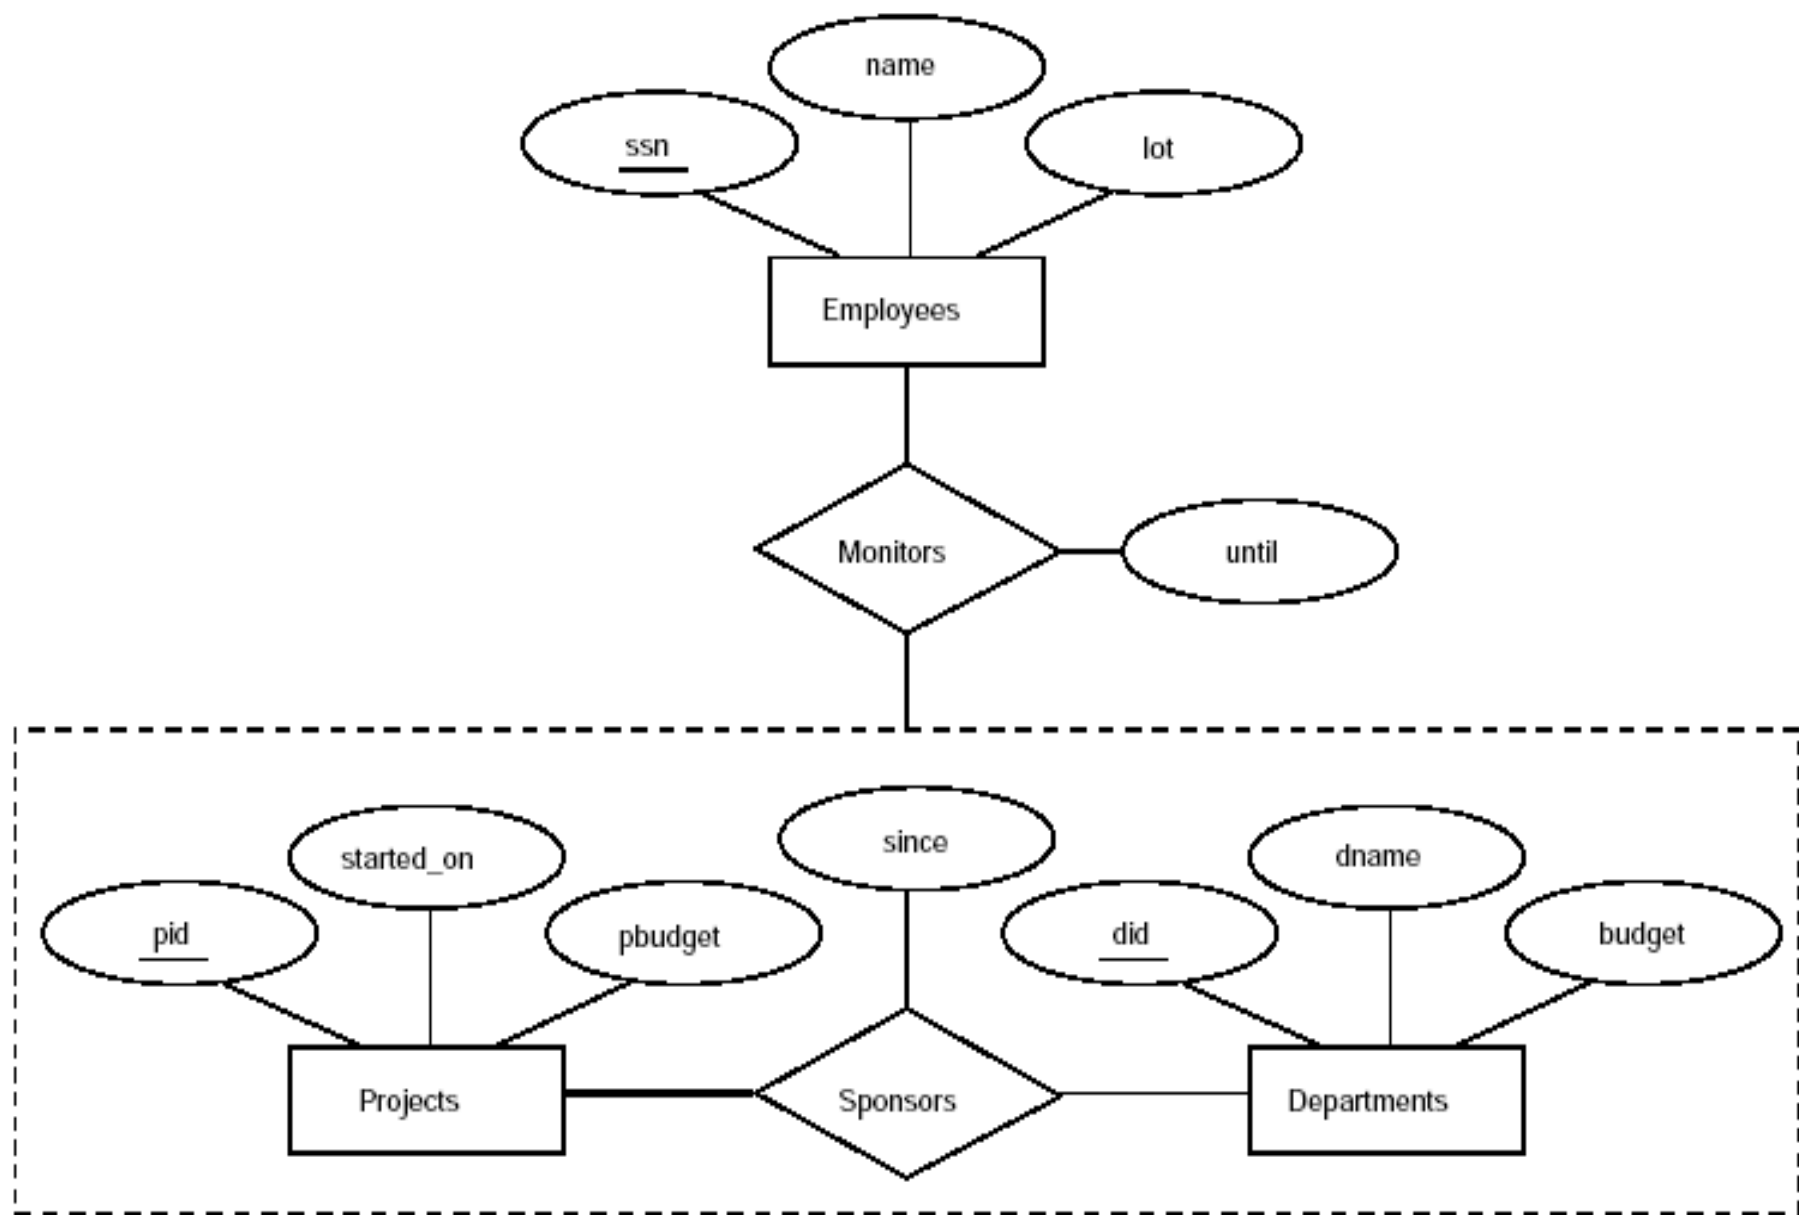 name
ssn
lot
Employees
Monitors
until
since
started_on
dname
pid
pbudget
did
budget
Projects
Sponsors
Departments